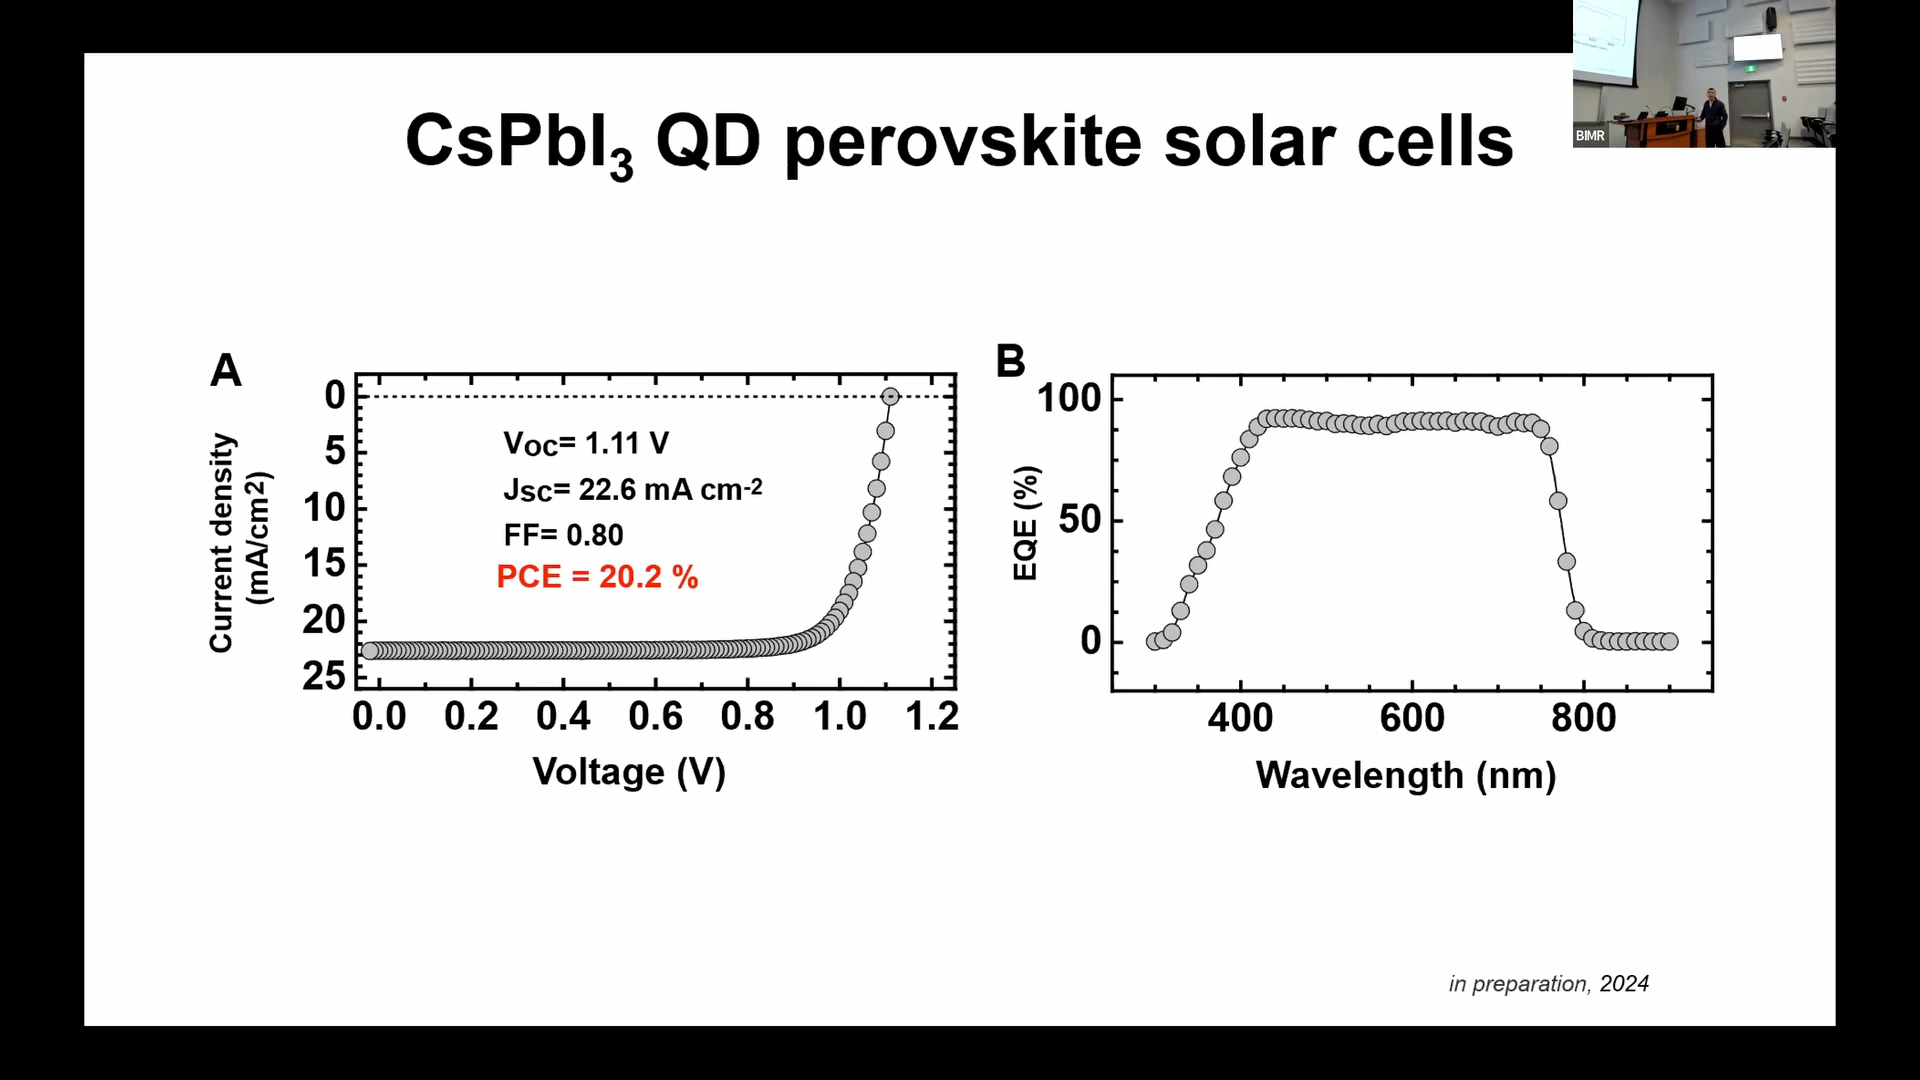 BIMR
CsPbI₃ QD perovskite solar cells
A
Current density
(mA/cm2)
0
5
10
15
20
25
Voc= 1.11 V
Jsc= 22.6 mA cm-2
FF= 0.80
PCE = 20.2 %
0.0 0.2 0.4 0.6 0.8 1.0 1.2
Voltage (V)
B
EQE (%)
100
50
0
400 600 800
Wavelength (nm)
in preparation, 2024